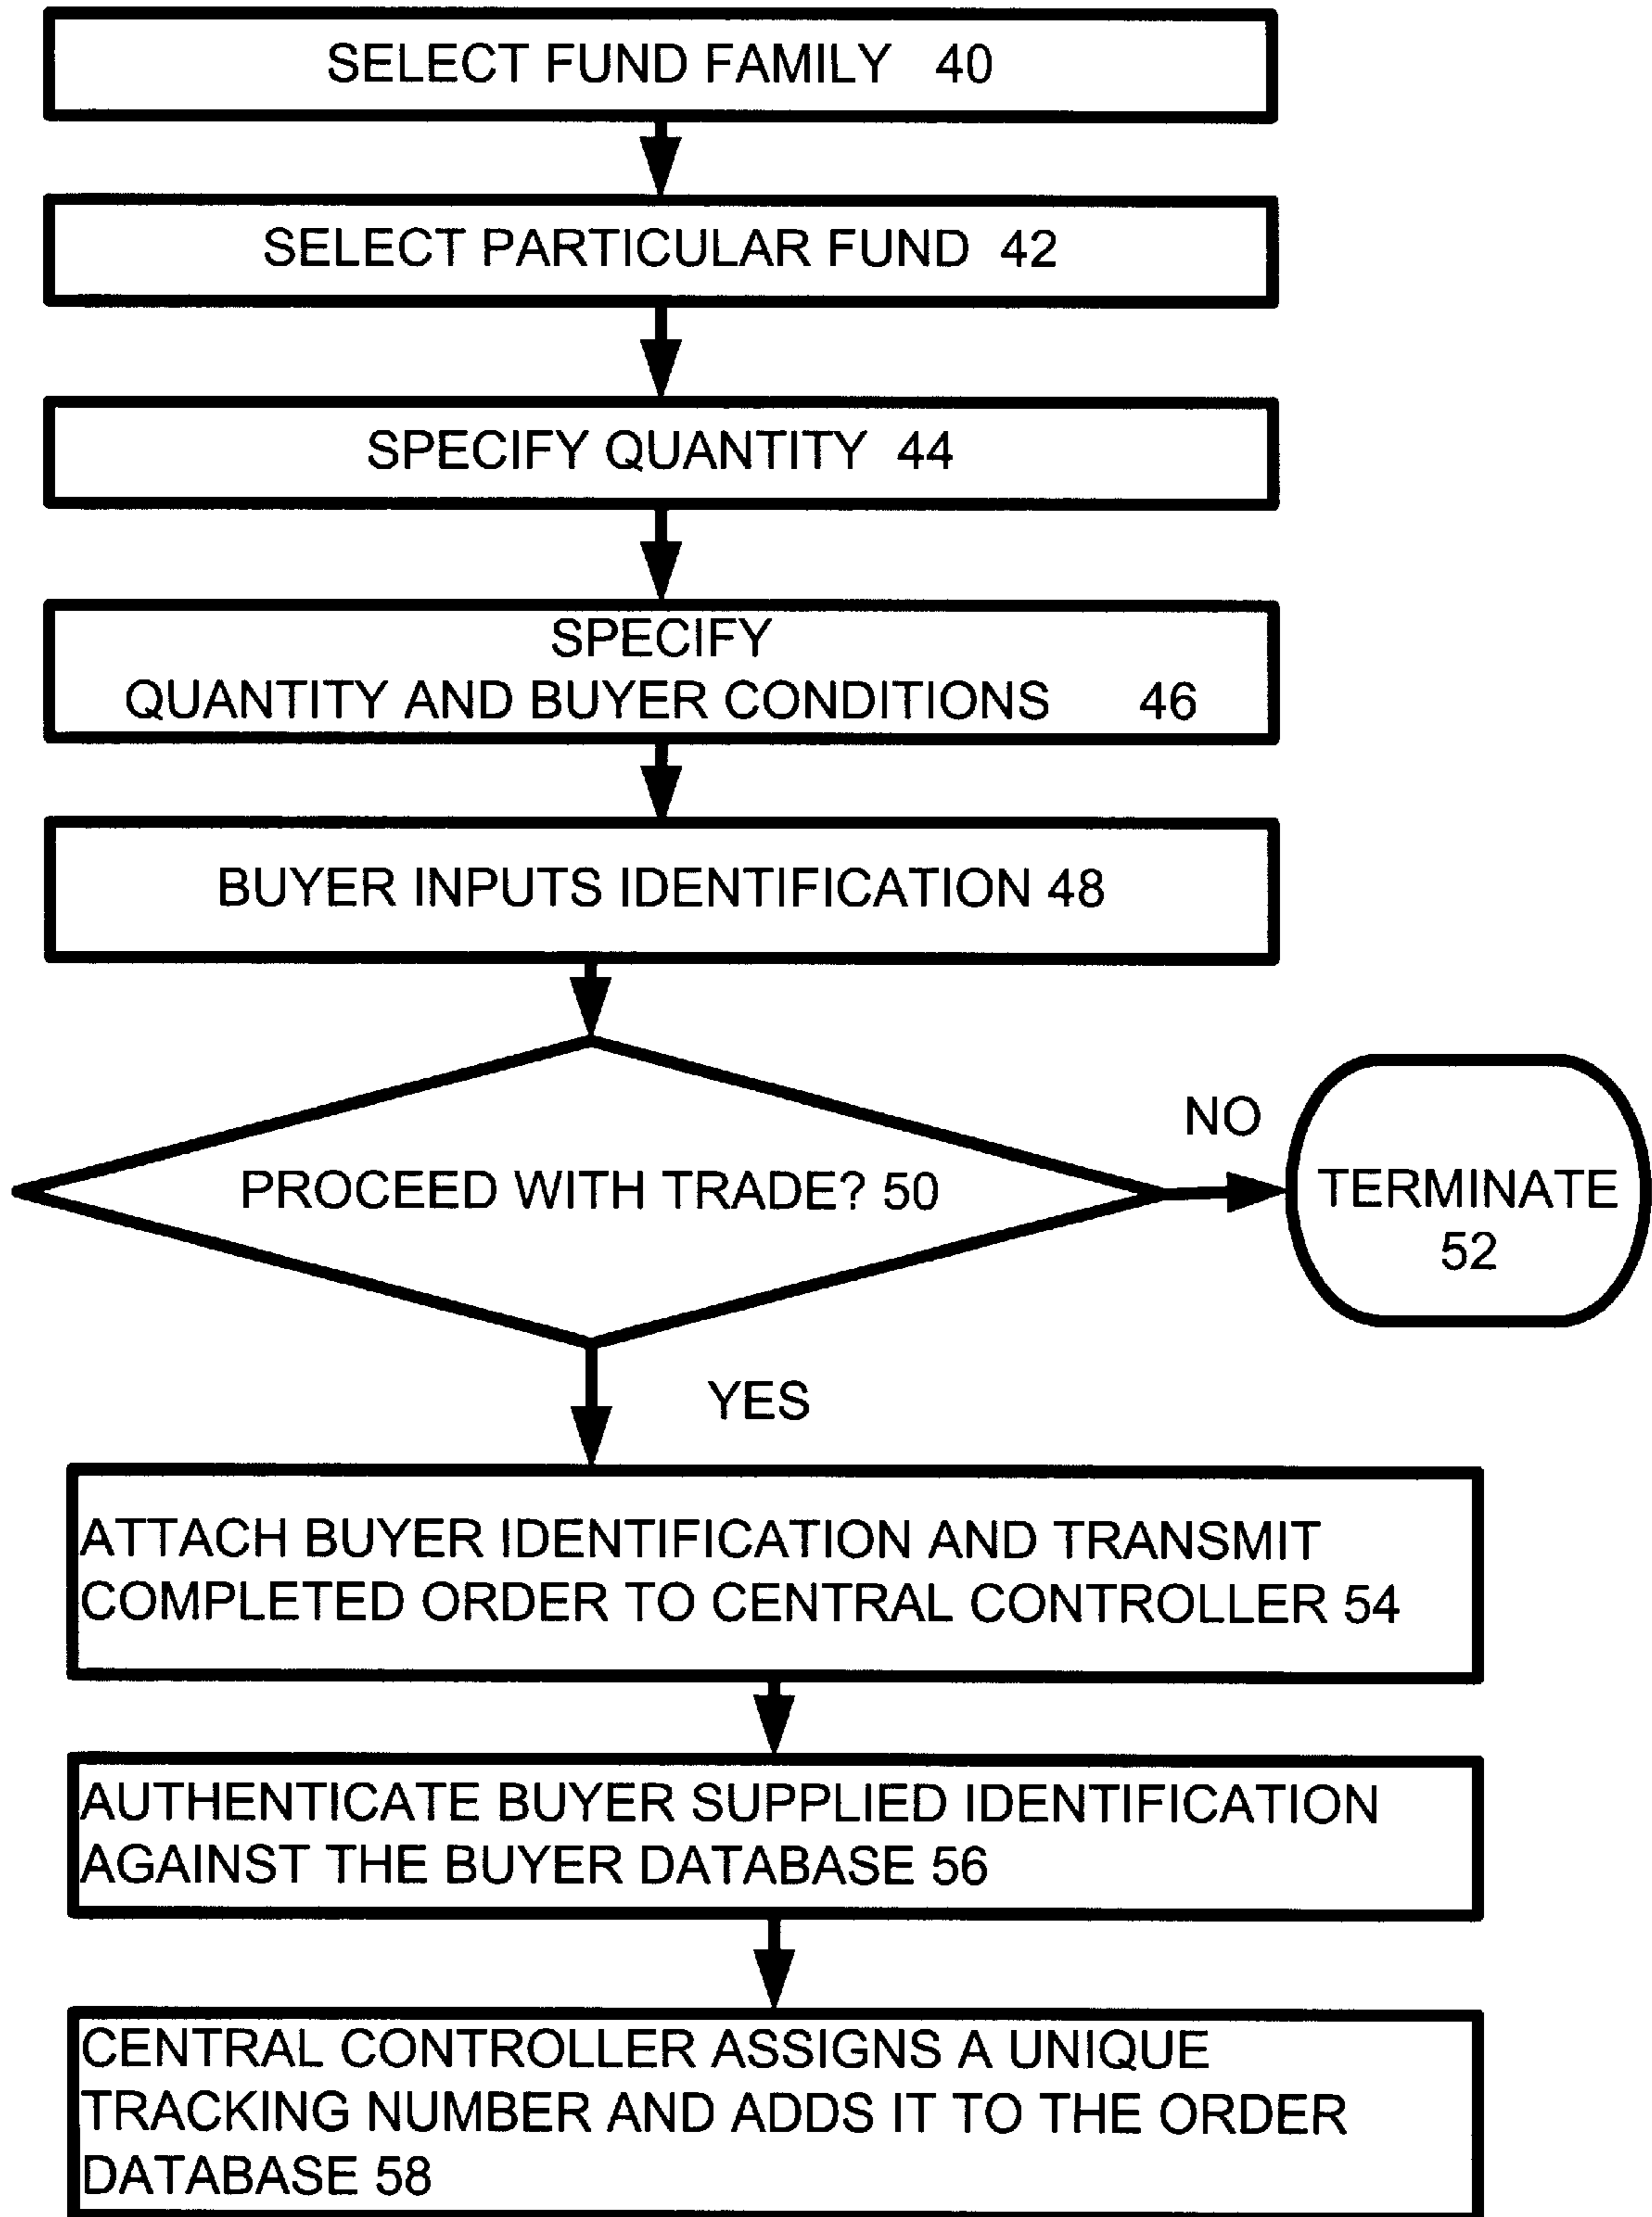 SELECT FUND FAMILY 40
SELECT PARTICULAR FUND 42
SPECIFY QUANTITY 44
SPECIFY
QUANTITY AND BUYER CONDITIONS 46
BUYER INPUTS IDENTIFICATION 48
PROCEED WITH TRADE? 50
NO
TERMINATE
52
YES
ATTACH BUYER IDENTIFICATION AND TRANSMIT
COMPLETED ORDER TO CENTRAL CONTROLLER 54
AUTHENTICATE BUYER SUPPLIED IDENTIFICATION
AGAINST THE BUYER DATABASE 56
CENTRAL CONTROLLER ASSIGNS A UNIQUE
TRACKING NUMBER AND ADDS IT TO THE ORDER
DATABASE 58